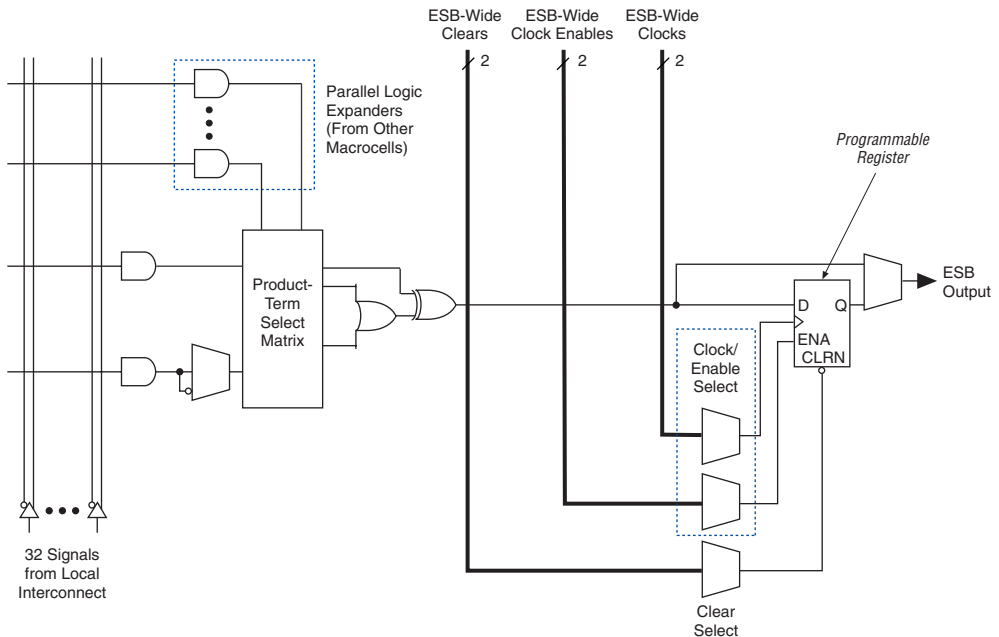 ESB-Wide
Clears
ESB-Wide
Clock Enables
ESB-Wide
Clocks
2
2
2
Parallel Logic
Expanders
(From Other
Macrocells)
Programmable
Register
Product-
Term
Select
Matrix
ESB
Output
D
Q
ENA
CLRN
Clock/
Enable
Select
32 Signals
from Local
Interconnect
Clear
Select